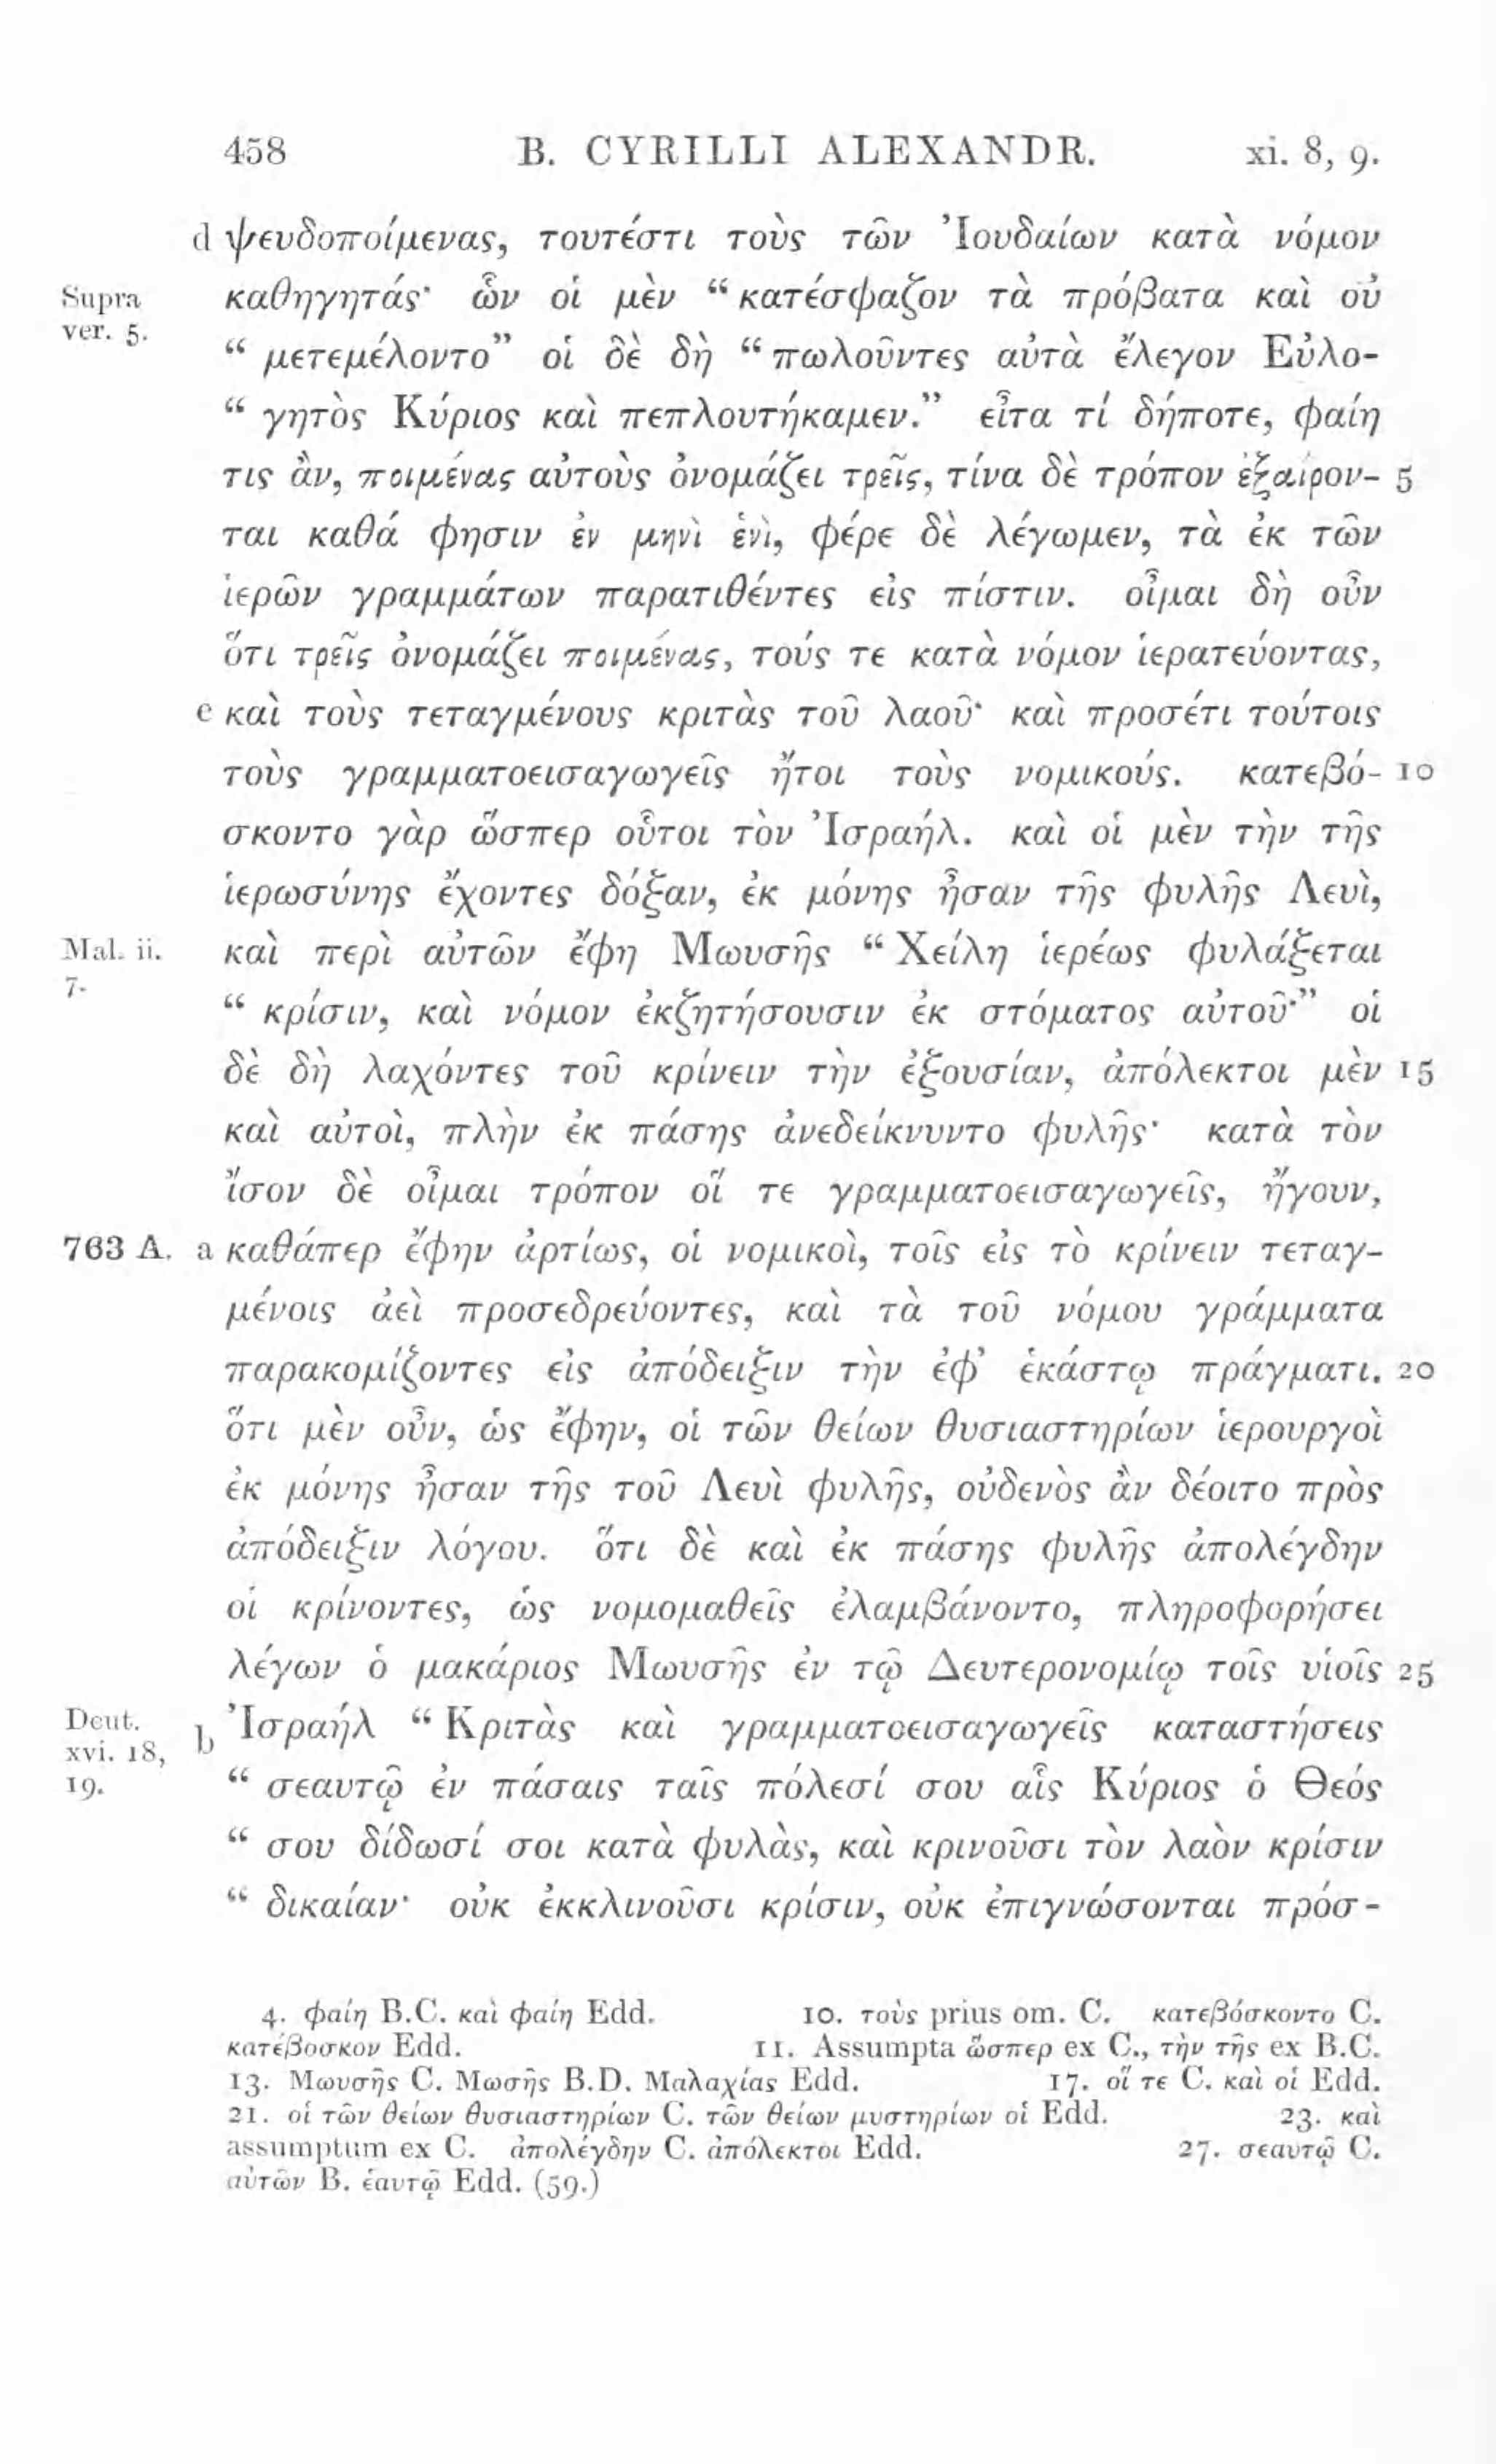 458 B. CYRILLI ALEXANDR. xi. 8, 9.
d ψευδοποίμενας, τουτέστι τοὺς τῶν Ἰουδαίων κατὰ νόμον
Supra καθηγητάς· ὧν οἱ μὲν “ κατέσφαζον τὰ πρόβατα καὶ οὐ
ver. 5. “ μετεμέλοντο” οἱ δὲ δὴ “ πωλοῦντες αὐτὰ ἔλεγον Εὐλο-
“ γητὸς Κύριος καὶ πεπλουτήκαμεν.” εἶτα τί δήποτε, φαίη
τις ἂν, ποιμένας αὐτοὺς ὀνομάζει τρεῖς, τίνα δὲ τρόπον ἐξαίρον- 5
ται καθά φησιν ἐν μηνὶ ἑνὶ, φέρε δὲ λέγωμεν, τὰ ἐκ τῶν
ἱερῶν γραμμάτων παρατιθέντες εἰς πίστιν. οἶμαι δὴ οὖν
ὅτι τρεῖς ὀνομάζει ποιμένας, τούς τε κατὰ νόμον ἱερατεύοντας,
e καὶ τοὺς τεταγμένους κριτὰς τοῦ λαοῦ· καὶ προσέτι τούτοις
τοὺς γραμματοεισαγωγεῖς ἤτοι τοὺς νομικούς. κατεβό- 10
σκοντο γὰρ ὥσπερ οὗτοι τὸν Ἰσραήλ. καὶ οἱ μὲν τὴν τῆς
ἱερωσύνης ἔχοντες δόξαν, ἐκ μόνης ἦσαν τῆς φυλῆς Λευὶ,
Mal. ii. καὶ περὶ αὐτῶν ἔφη Μωυσῆς “ Χείλη ἱερέως φυλάξεται
7. “ κρίσιν, καὶ νόμον ἐκζητήσουσιν ἐκ στόματος αὐτοῦ·” οἱ
δὲ δὴ λαχόντες τοῦ κρίνειν τὴν ἐξουσίαν, ἀπόλεκτοι μὲν 15
καὶ αὐτοὶ, πλὴν ἐκ πάσης ἀνεδείκνυντο φυλῆς· κατὰ τὸν
ἴσον δὲ οἶμαι τρόπον οἵ τε γραμματοεισαγωγεῖς, ἤγουν,
763 A. a καθάπερ ἔφην ἀρτίως, οἱ νομικοὶ, τοῖς εἰς τὸ κρίνειν τεταγ-
μένοις ἀεὶ προσεδρεύοντες, καὶ τὰ τοῦ νόμου γράμματα
παρακομίζοντες εἰς ἀπόδειξιν τὴν ἐφ’ ἑκάστῳ πράγματι. 20
ὅτι μὲν οὖν, ὡς ἔφην, οἱ τῶν θείων θυσιαστηρίων ἱερουργοὶ
ἐκ μόνης ἦσαν τῆς τοῦ Λευὶ φυλῆς, οὐδενὸς ἂν δέοιτο πρὸς
ἀπόδειξιν λόγου. ὅτι δὲ καὶ ἐκ πάσης φυλῆς ἀπολέγδην
οἱ κρίνοντες, ὡς νομομαθεῖς ἐλαμβάνοντο, πληροφορήσει
λέγων ὁ μακάριος Μωυσῆς ἐν τῷ Δευτερονομίῳ τοῖς υἱοῖς 25
Deut. b Ἰσραήλ “ Κριτὰς καὶ γραμματοεισαγωγεῖς καταστήσεις
xvi. 18,
19. “ σεαυτῷ ἐν πάσαις ταῖς πόλεσί σου αἷς Κύριος ὁ Θεός
“ σου δίδωσί σοι κατὰ φυλὰς, καὶ κρινοῦσι τὸν λαὸν κρίσιν
“ δικαίαν· οὐκ ἐκκλινοῦσι κρίσιν, οὐκ ἐπιγνώσονται πρόσ-
4. φαίη B.C. καὶ φαίη Edd. 10. τοὺς prius om. C. κατεβόσκοντο C.
κατέβοσκον Edd. 11. Assumpta ὥσπερ ex C., τὴν τῆς ex B.C.
13. Μωυσῆς C. Μωσῆς B.D. Μαλαχίας Edd. 17. οἵ τε C. καὶ οἱ Edd.
21. οἱ τῶν θείων θυσιαστηρίων C. τῶν θείων μυστηρίων οἱ Edd. 23. καὶ
assumptum ex C. ἀπολέγδην C. ἀπόλεκτοι Edd. 27. σεαυτῷ C.
αὐτῶν B. ἑαυτῷ Edd. (59.)